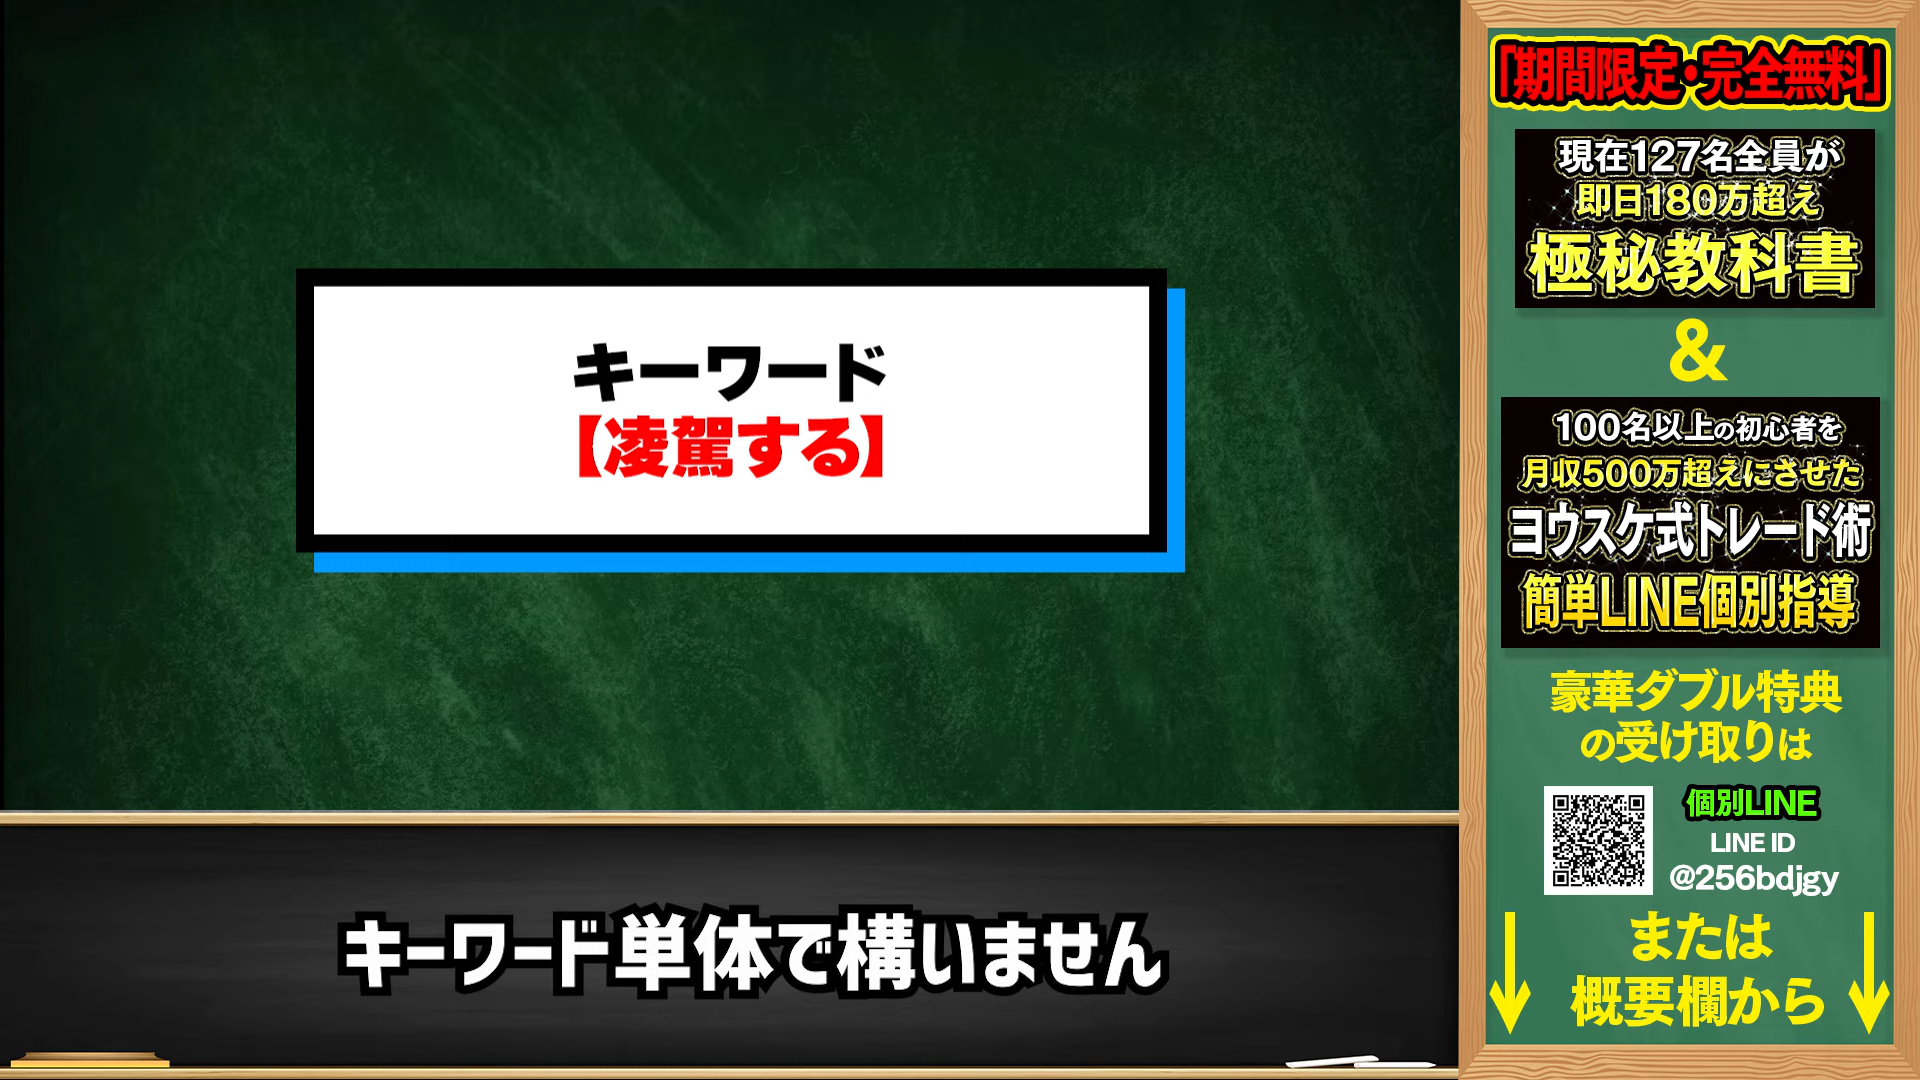 キーワード
【凌駕する】
キーワード単体で構いません
「期間限定・完全無料」
現在127名全員が
即日180万超え
極秘教科書
&
100名以上の初心者を
月収500万超えにさせた
ヨウスケ式トレード術
簡単LINE個別指導
豪華ダブル特典
の受け取りは
個別LINE
LINE ID
@256bdjgy
または
概要欄から